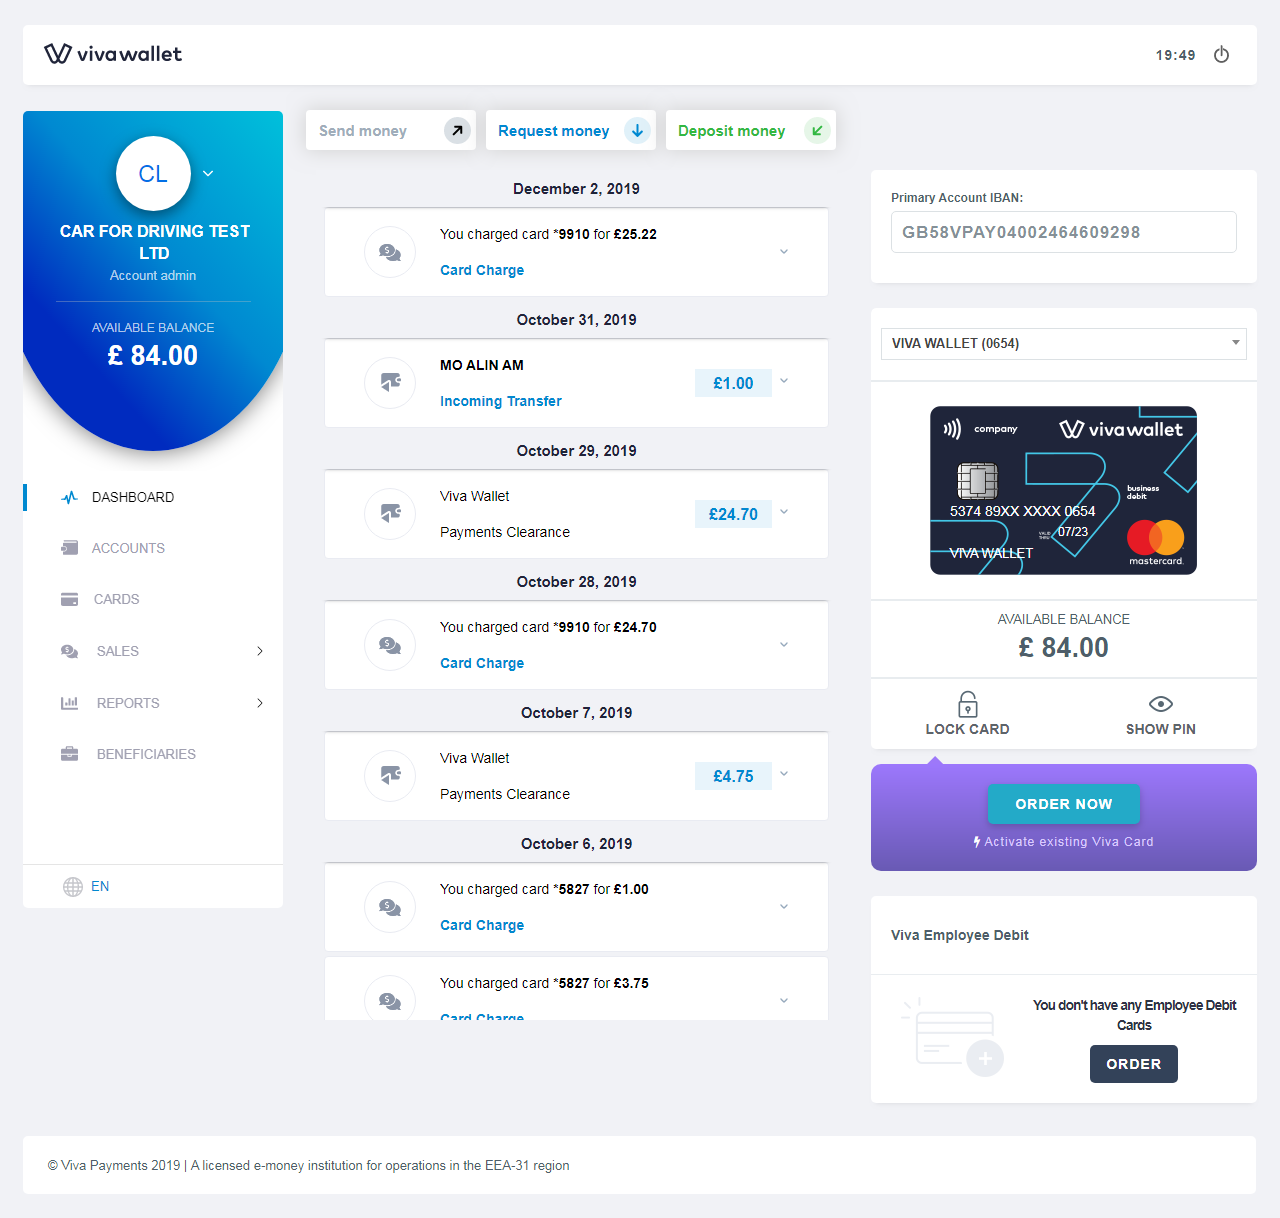 vivawallet
19:49
CL
CAR FOR DRIVING TEST
LTD
Account admin
AVAILABLE BALANCE
£ 84.00
DASHBOARD
ACCOUNTS
CARDS
SALES
REPORTS
BENEFICIARIES
EN
Send money
Request money
Deposit money
December 2, 2019
You charged card *9910 for £25.22
Card Charge
October 31, 2019
MO ALIN AM
Incoming Transfer
£1.00
October 29, 2019
Viva Wallet
Payments Clearance
£24.70
October 28, 2019
You charged card *9910 for £24.70
Card Charge
October 7, 2019
Viva Wallet
Payments Clearance
£4.75
October 6, 2019
You charged card *5827 for £1.00
Card Charge
You charged card *5827 for £3.75
Card Charge
Primary Account IBAN:
GB58VPAY04002464609298
VIVA WALLET (0654)
company
vivawallet
business
debit
5374 89XX XXXX 0654
VALID
THRU
07/23
VIVA WALLET
mastercard.
AVAILABLE BALANCE
£ 84.00
LOCK CARD
SHOW PIN
ORDER NOW
Activate existing Viva Card
Viva Employee Debit
You don't have any Employee Debit
Cards
ORDER
© Viva Payments 2019 | A licensed e-money institution for operations in the EEA-31 region